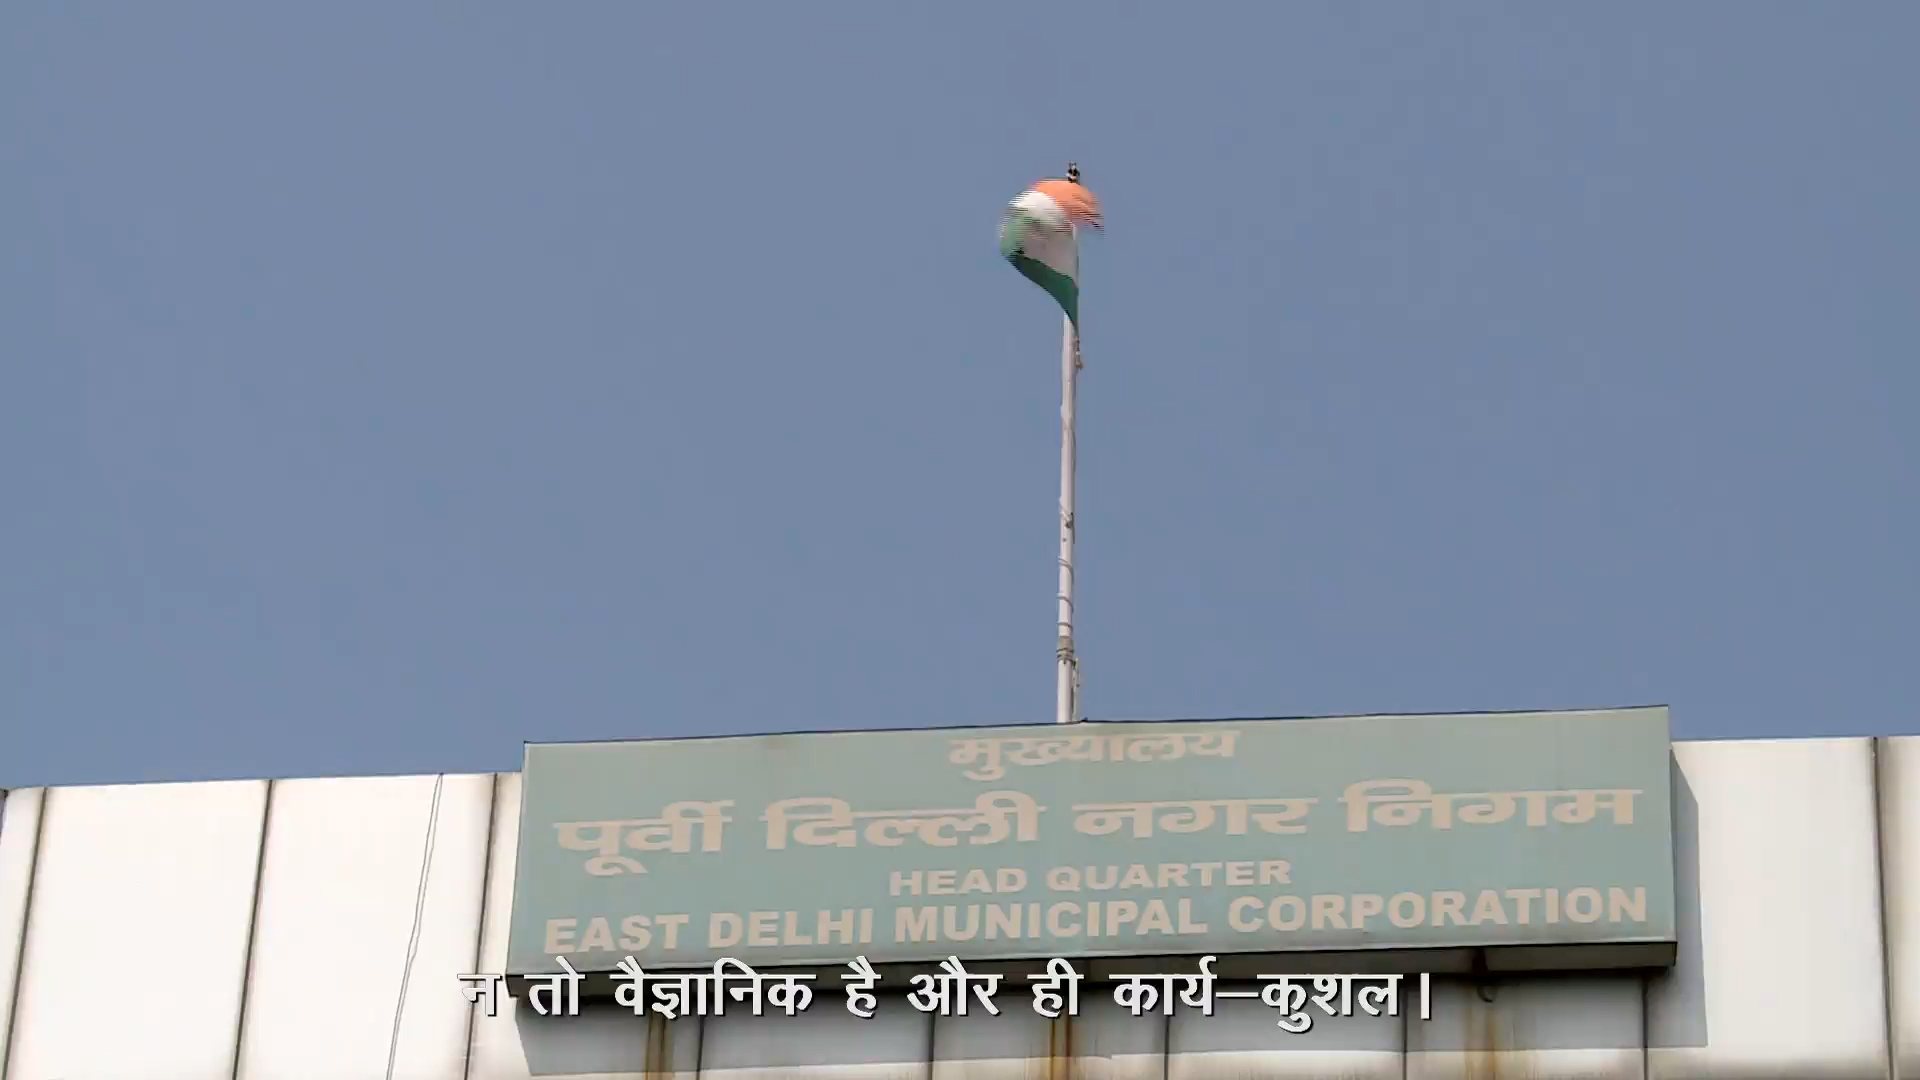 मुख्यालय
पूर्वी दिल्ली नगर निगम
HEAD QUARTER
EAST DELHI MUNICIPAL CORPORATION
न तो वैज्ञानिक है और ही कार्य–कुशल।